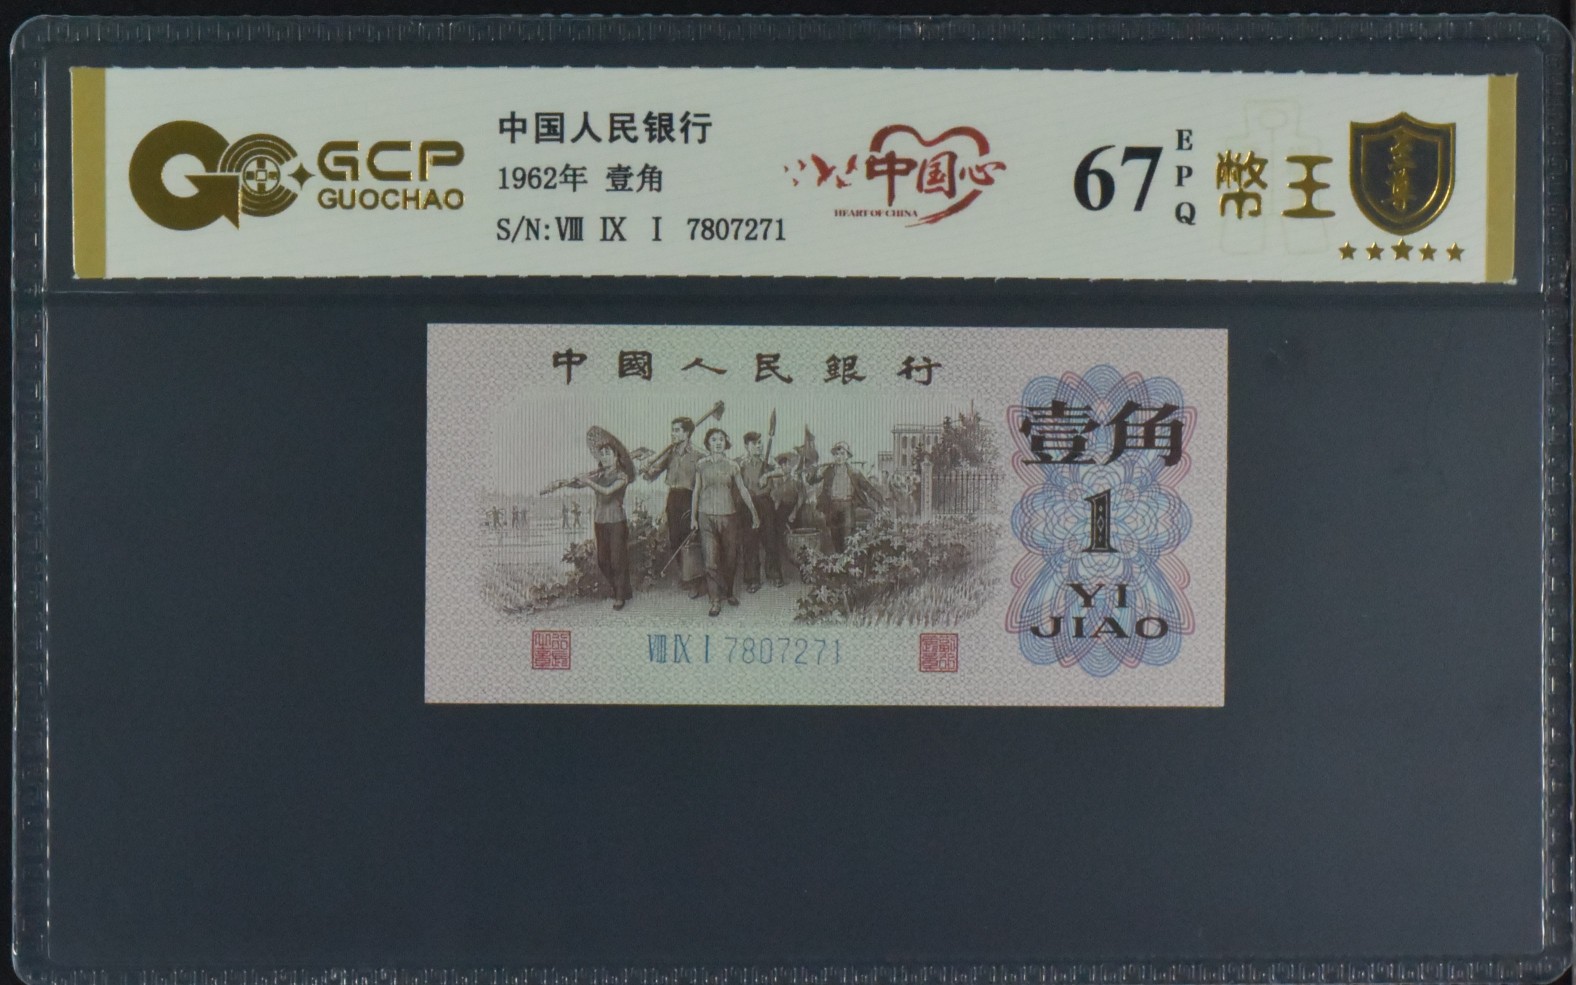 GCP
GUOCHAO
中国人民银行
1962年 壹角
S/N: Ⅷ Ⅸ Ⅰ 7807271
中国心
HEART OF CHINA
67
EPQ
幣王
中國人民銀行
壹角
1
YI
JIAO
Ⅷ Ⅸ Ⅰ 7807271